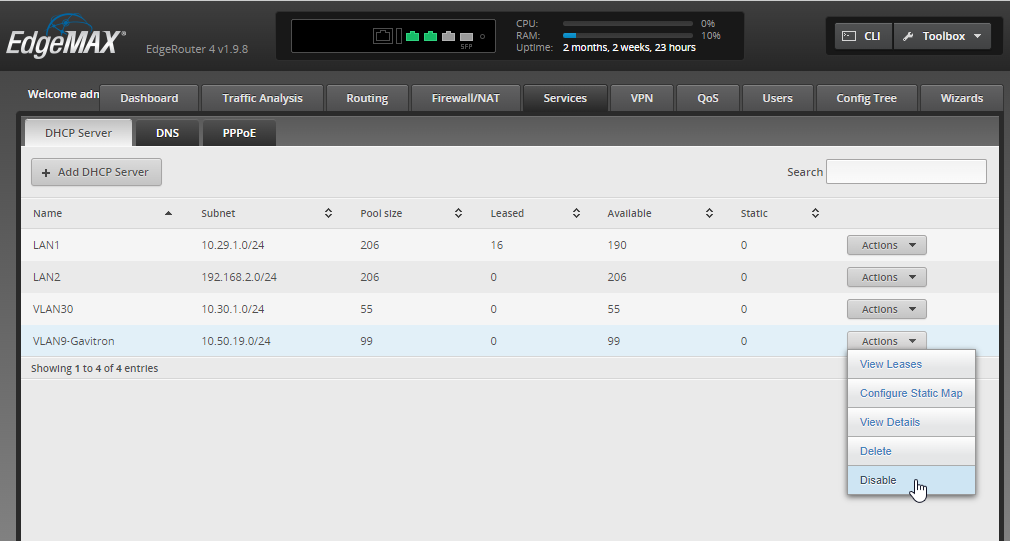 EdgeMAX® EdgeRouter 4 v1.9.8
SFP
CPU: 0%
RAM: 10%
Uptime: 2 months, 2 weeks, 23 hours
CLI Toolbox
Welcome adm
Dashboard Traffic Analysis Routing Firewall/NAT Services VPN QoS Users Config Tree Wizards
DHCP Server DNS PPPoE
+ Add DHCP Server Search
Name Subnet Pool size Leased Available Static
LAN1 10.29.1.0/24 206 16 190 0 Actions
LAN2 192.168.2.0/24 206 0 206 0 Actions
VLAN30 10.30.1.0/24 55 0 55 0 Actions
VLAN9-Gavitron 10.50.19.0/24 99 0 99 0 Actions
Showing 1 to 4 of 4 entries
View Leases
Configure Static Map
View Details
Delete
Disable